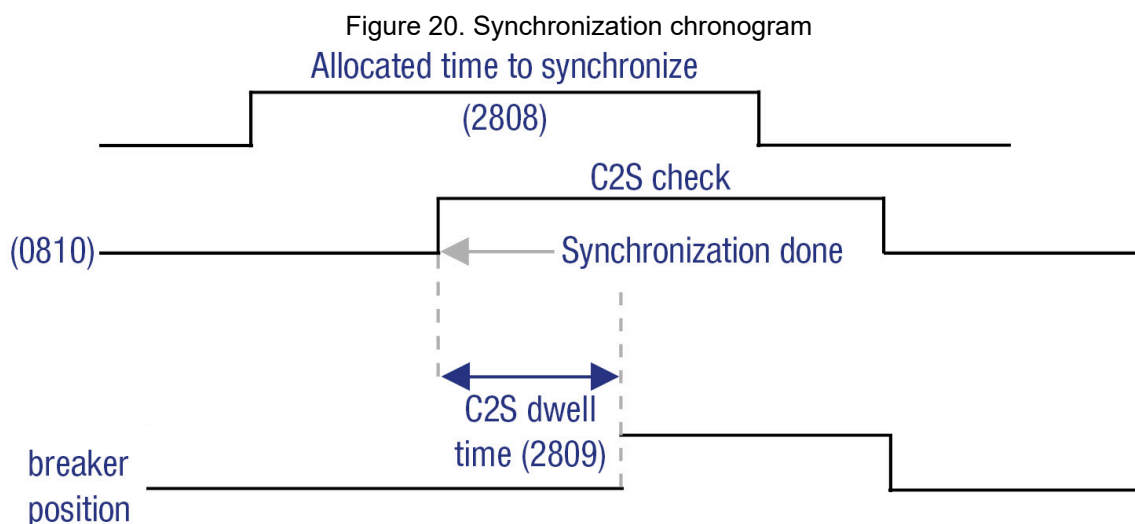 Figure 20. Synchronization chronogram
Allocated time to synchronize
(2808)
C2S check
(0810)
Synchronization done
C2S dwell
time (2809)
breaker
position